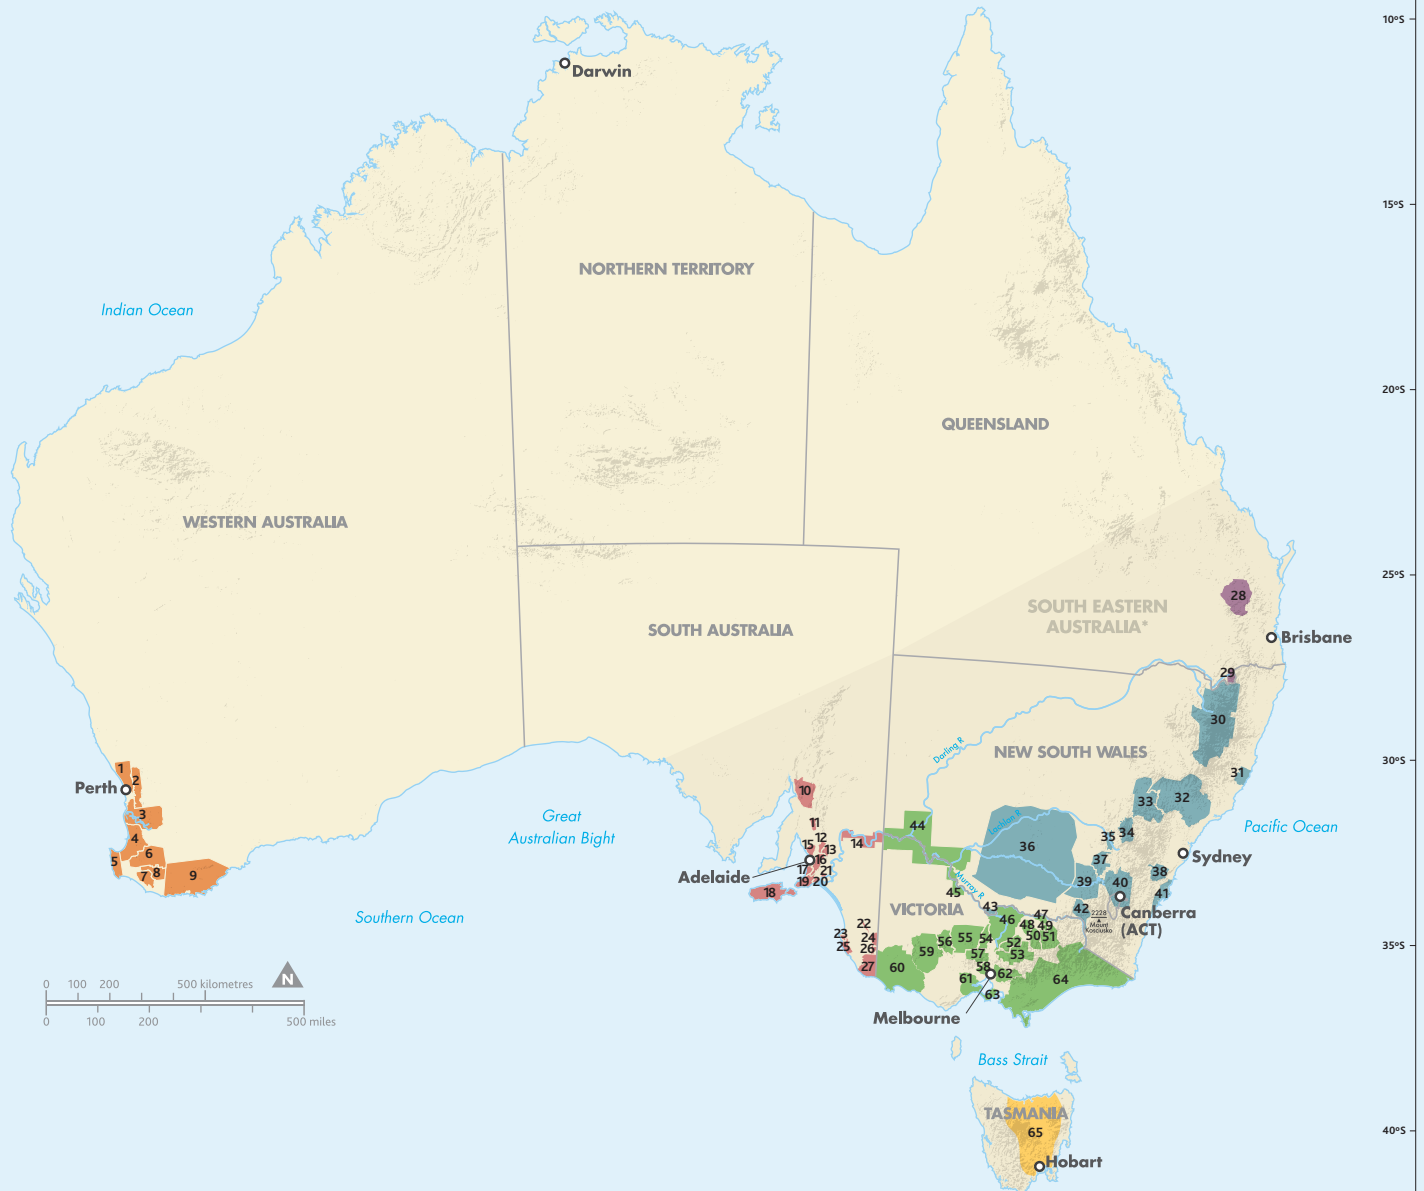 10°S
Darwin
15°S
NORTHERN TERRITORY
Indian Ocean
20°S
QUEENSLAND
WESTERN AUSTRALIA
25°S
28
SOUTH EASTERN
AUSTRALIA*
SOUTH AUSTRALIA
Brisbane
29
30
Darling R
NEW SOUTH WALES
30°S
1
2
Perth
3
4
5
6
7
8
9
10
11
12
13
14
15
16
17
18
19
20
21
Adelaide
Great
Australian Bight
Southern Ocean
31
32
33
34
35
36
37
38
39
40
41
42
Lachlan R
Murray R
Pacific Ocean
Sydney
Canberra
(ACT)
2228
Mount
Kosciusko
22
23
24
25
26
27
VICTORIA
43
44
45
46
47
48
49
50
51
52
53
54
55
56
57
58
59
60
61
62
63
64
35°S
Melbourne
N
0 100 200 500 kilometres
0 100 200 500 miles
Bass Strait
TASMANIA
65
40°S
Hobart